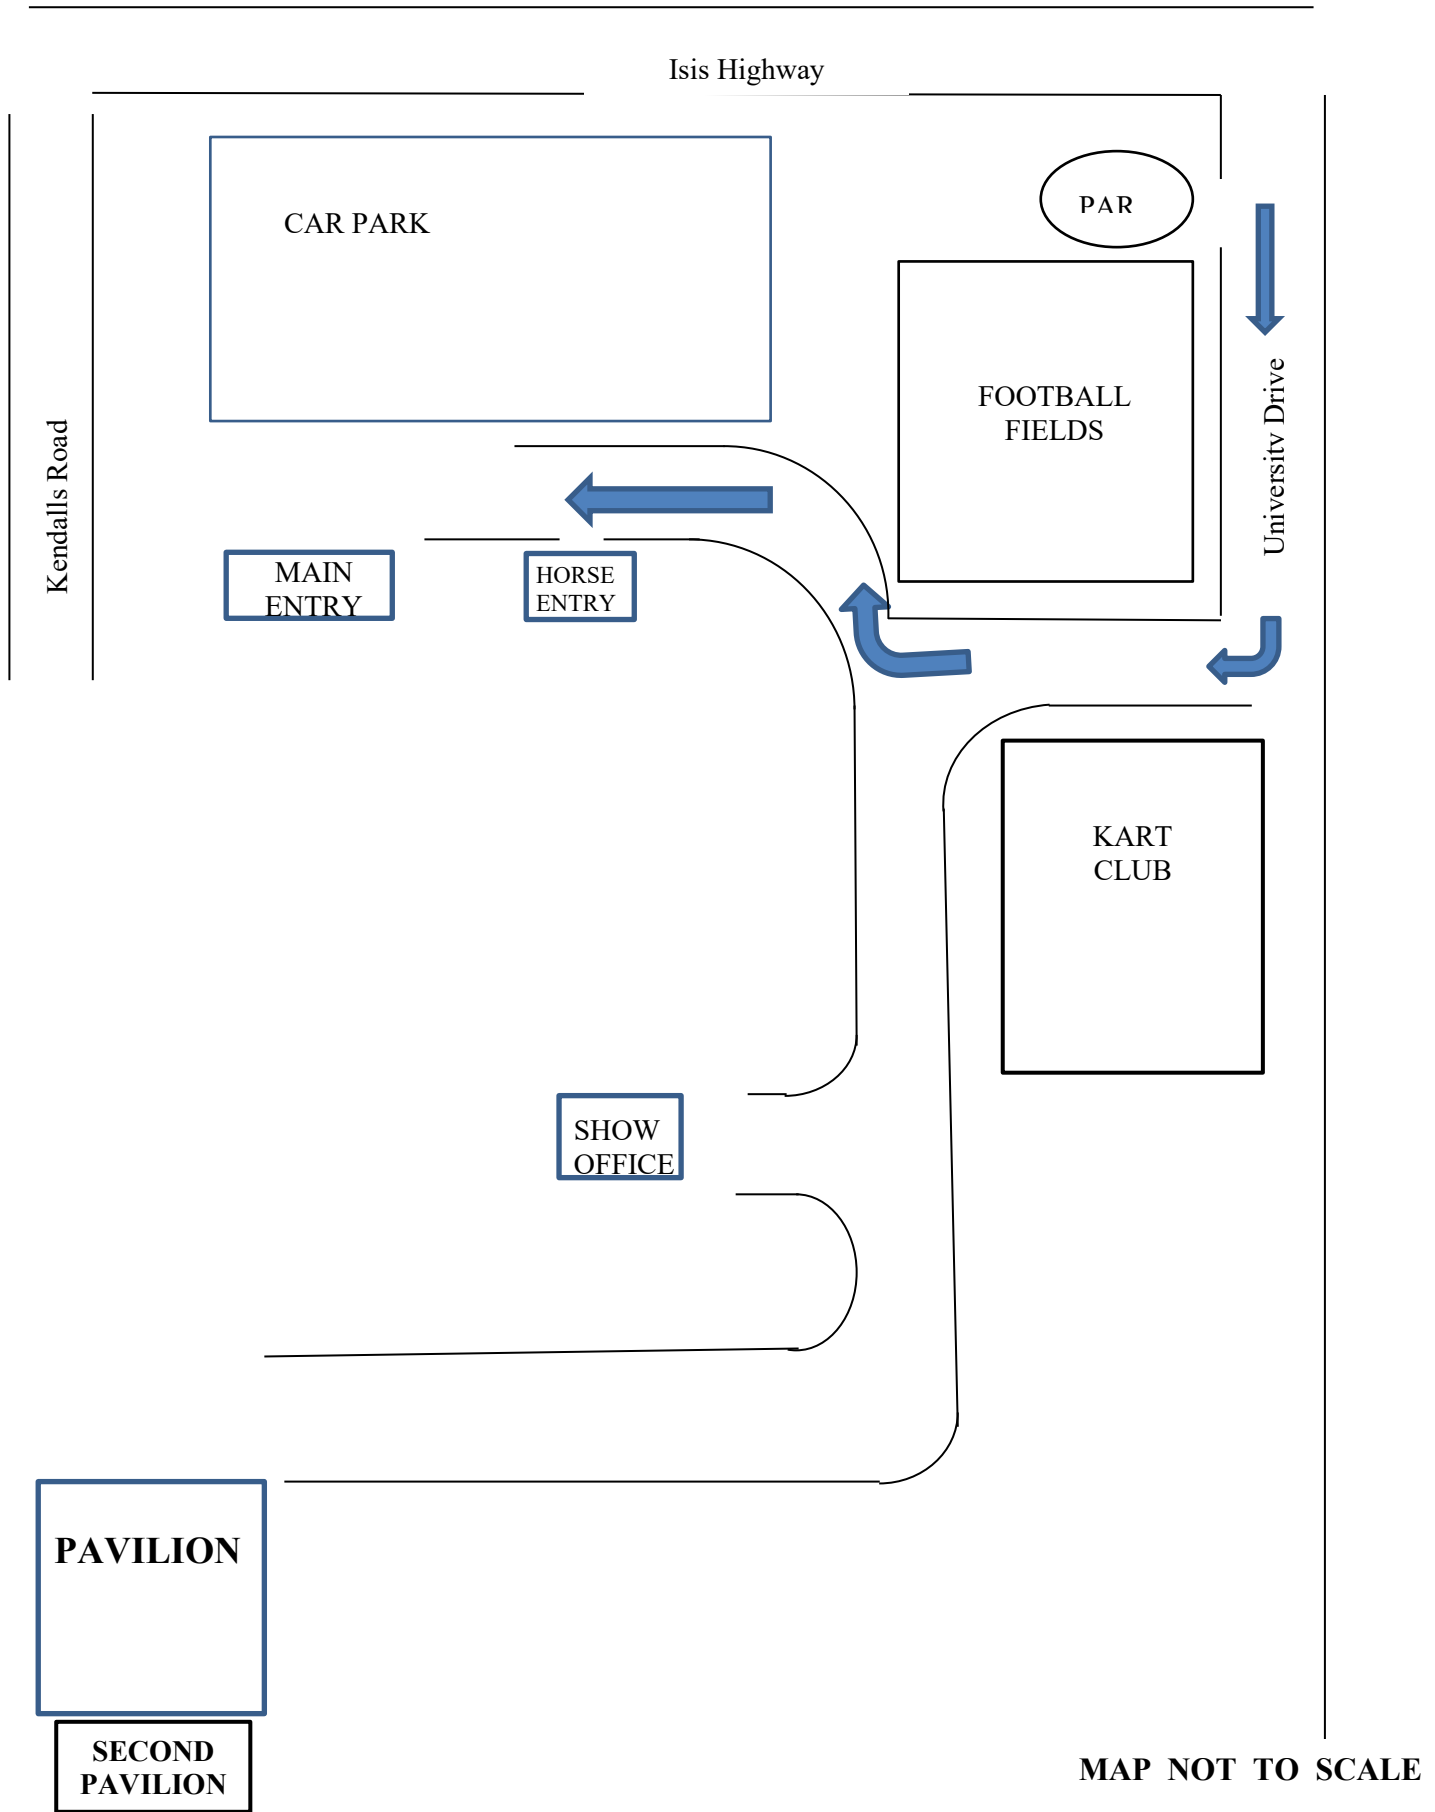 Isis Highway
PAR
CAR PARK
FOOTBALL
FIELDS
University Drive
Kendalls Road
MAIN
ENTRY
HORSE
ENTRY
KART
CLUB
SHOW
OFFICE
PAVILION
SECOND
PAVILION
MAP NOT TO SCALE